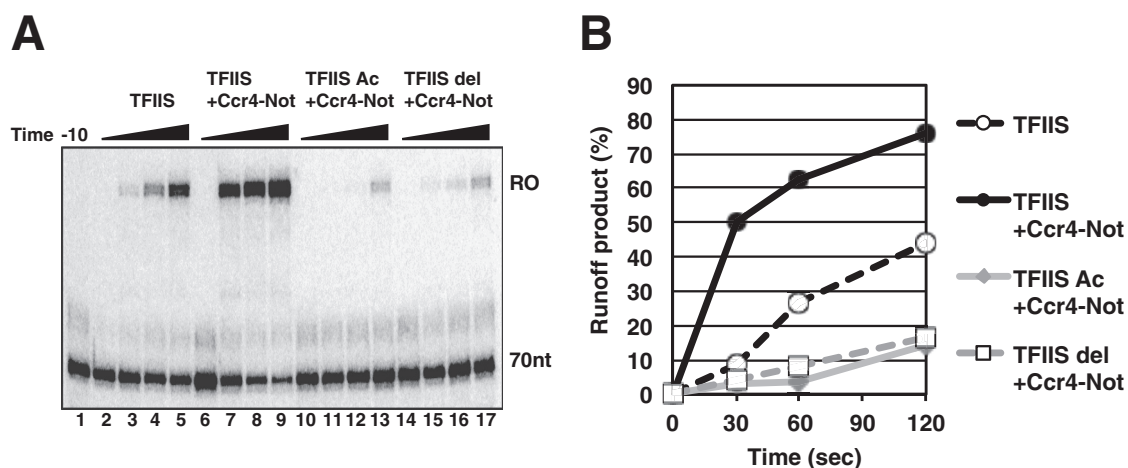 A
TFIIS
TFIIS
+Ccr4-Not
TFIIS Ac
+Ccr4-Not
TFIIS del
+Ccr4-Not
Time -10
RO
70nt
1 2 3 4 5 6 7 8 9 10 11 12 13 14 15 16 17
B
Runoff product (%)
90
80
70
60
50
40
30
20
10
0
0 30 60 90 120
Time (sec)
TFIIS
TFIIS
+Ccr4-Not
TFIIS Ac
+Ccr4-Not
TFIIS del
+Ccr4-Not